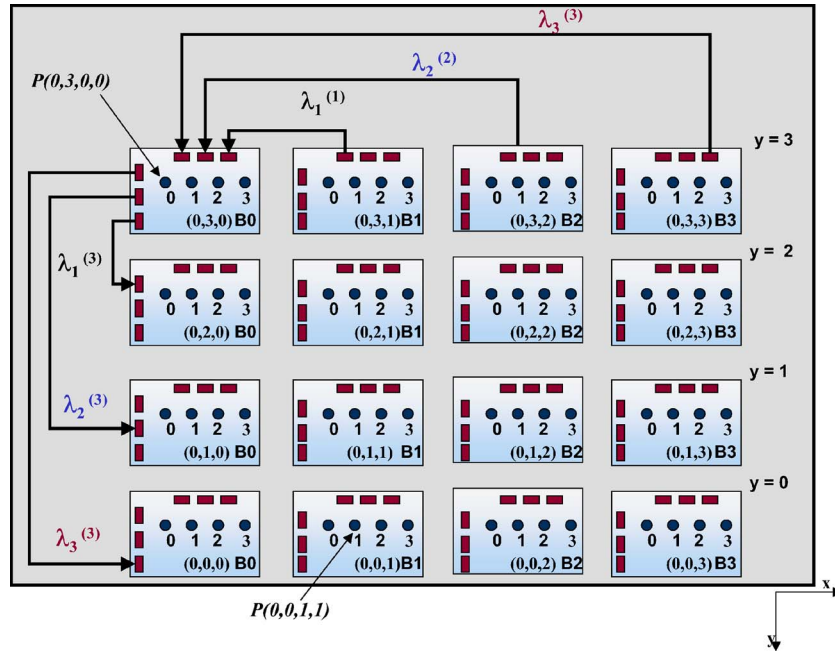 λ₃⁽³⁾
λ₂⁽²⁾
P(0,3,0,0)
λ₁⁽¹⁾
y = 3
0 1 2 3 0 1 2 3 0 1 2 3 0 1 2 3
(0,3,0) B0 (0,3,1)B1 (0,3,2) B2 (0,3,3)B3
y = 2
λ₁⁽³⁾
0 1 2 3 0 1 2 3 0 1 2 3 0 1 2 3
(0,2,0) B0 (0,2,1)B1 (0,2,2) B2 (0,2,3)B3
y = 1
λ₂⁽³⁾
0 1 2 3 0 1 2 3 0 1 2 3 0 1 2 3
(0,1,0) B0 (0,1,1) B1 (0,1,2) B2 (0,1,3)B3
y = 0
λ₃⁽³⁾
0 1 2 3 0 1 2 3 0 1 2 3 0 1 2 3
(0,0,0) B0 (0,0,1)B1 (0,0,2) B2 (0,0,3)B3
x
P(0,0,1,1)
y